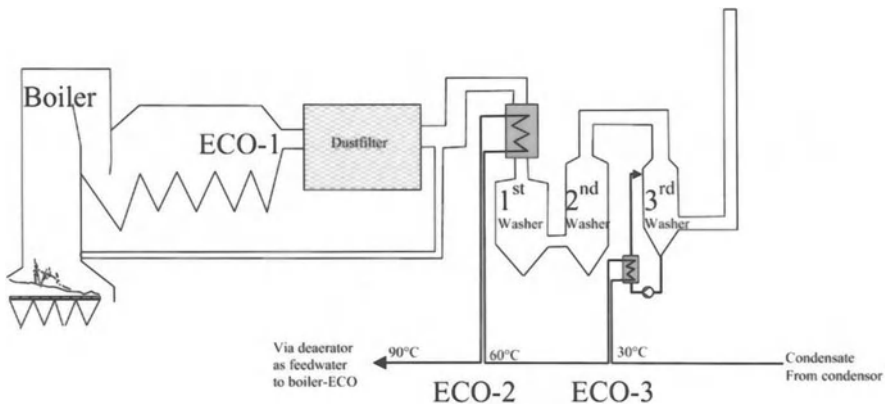 Boiler
ECO-1
Dustfilter
1st
Washer
2nd
Washer
3rd
Washer
Via deaerator
as feedwater
to boiler-ECO
90°C
60°C
30°C
Condensate
From condensor
ECO-2
ECO-3